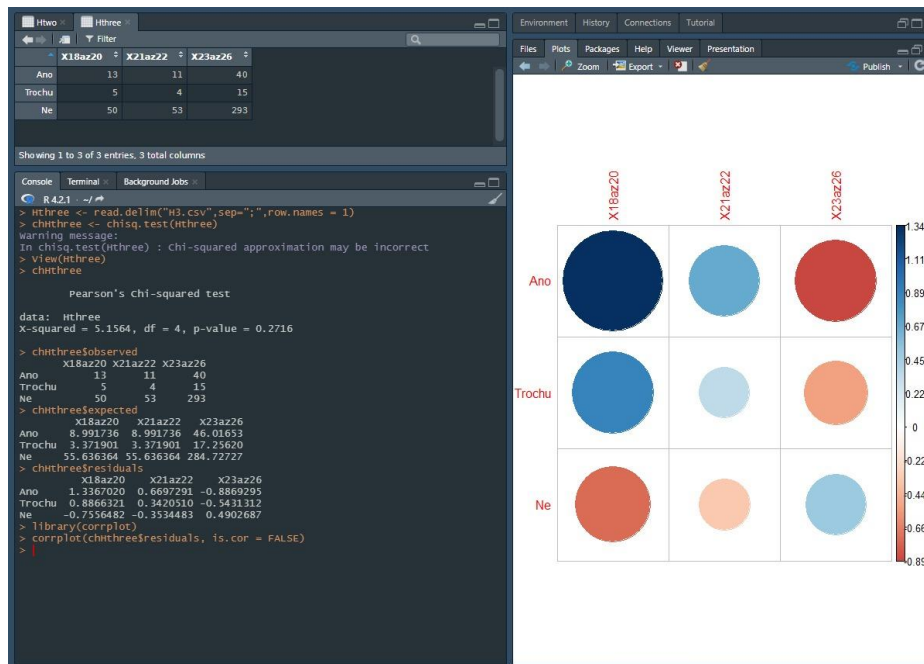 Htwo × Hthree ×
Filter
X18az20 X21az22 X23az26
Ano 13 11 40
Trochu 5 4 15
Ne 50 53 293
Showing 1 to 3 of 3 entries, 3 total columns
Console Terminal × Background Jobs ×
R 4.2.1 · ~/
> Hthree <- read.delim("H3.csv",sep=";",row.names = 1)
> chHthree <- chisq.test(Hthree)
Warning message:
In chisq.test(Hthree) : Chi-squared approximation may be incorrect
> View(Hthree)
> chHthree
Pearson's Chi-squared test
data: Hthree
X-squared = 5.1564, df = 4, p-value = 0.2716
> chHthree$observed
X18az20 X21az22 X23az26
Ano 13 11 40
Trochu 5 4 15
Ne 50 53 293
> chHthree$expected
X18az20 X21az22 X23az26
Ano 8.991736 8.991736 46.01653
Trochu 3.371901 3.371901 17.25620
Ne 55.636364 55.636364 284.72727
> chHthree$residuals
X18az20 X21az22 X23az26
Ano 1.3367020 0.6697291 -0.8869295
Trochu 0.8866321 0.3420510 -0.5431312
Ne -0.7556482 -0.3534483 0.4902687
> library(corrplot)
> corrplot(chHthree$residuals, is.cor = FALSE)
>
Environment History Connections Tutorial
Files Plots Packages Help Viewer Presentation
Zoom Export Publish
X18az20
X21az22
X23az26
Ano
Trochu
Ne
1.34
1.11
0.89
0.67
0.45
0.22
0
-0.22
-0.44
-0.66
-0.89